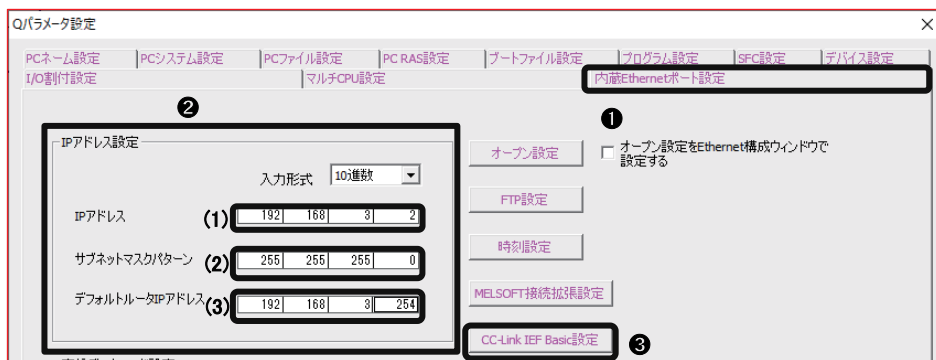 Qパラメータ設定
PCネーム設定 PCシステム設定 PCファイル設定 PC RAS設定 ブートファイル設定 プログラム設定 SFC設定 デバイス設定
I/O割付設定 マルチCPU設定 内蔵Ethernetポート設定
❷
❶
IPアドレス設定
入力形式 10進数
IPアドレス (1) 192 168 3 2
サブネットマスクパターン (2) 255 255 255 0
デフォルトルータIPアドレス (3) 192 168 3 254
オープン設定
オープン設定をEthernet構成ウィンドウで
設定する
FTP設定
時刻設定
MELSOFT接続拡張設定
CC-Link IEF Basic設定 ❸